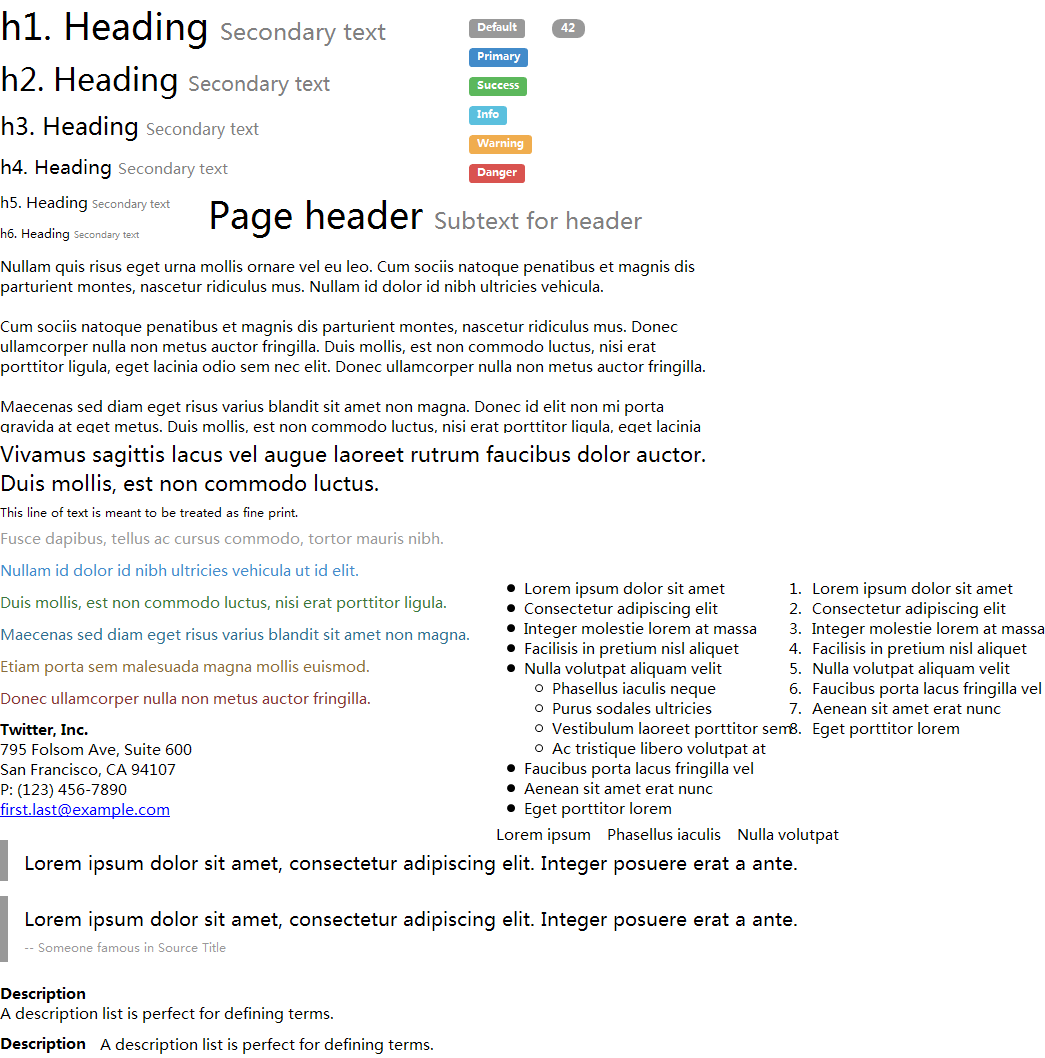 h1. Heading Secondary text
h2. Heading Secondary text
h3. Heading Secondary text
h4. Heading Secondary text
h5. Heading Secondary text
h6. Heading Secondary text
Default
42
Primary
Success
Info
Warning
Danger
Page header Subtext for header
Nullam quis risus eget urna mollis ornare vel eu leo. Cum sociis natoque penatibus et magnis dis
parturient montes, nascetur ridiculus mus. Nullam id dolor id nibh ultricies vehicula.
Cum sociis natoque penatibus et magnis dis parturient montes, nascetur ridiculus mus. Donec
ullamcorper nulla non metus auctor fringilla. Duis mollis, est non commodo luctus, nisi erat
porttitor ligula, eget lacinia odio sem nec elit. Donec ullamcorper nulla non metus auctor fringilla.
Maecenas sed diam eget risus varius blandit sit amet non magna. Donec id elit non mi porta
gravida at eget metus. Duis mollis, est non commodo luctus, nisi erat porttitor ligula, eget lacinia
Vivamus sagittis lacus vel augue laoreet rutrum faucibus dolor auctor.
Duis mollis, est non commodo luctus.
This line of text is meant to be treated as fine print.
Fusce dapibus, tellus ac cursus commodo, tortor mauris nibh.
Nullam id dolor id nibh ultricies vehicula ut id elit.
Duis mollis, est non commodo luctus, nisi erat porttitor ligula.
Maecenas sed diam eget risus varius blandit sit amet non magna.
Etiam porta sem malesuada magna mollis euismod.
Donec ullamcorper nulla non metus auctor fringilla.
Twitter, Inc.
795 Folsom Ave, Suite 600
San Francisco, CA 94107
P: (123) 456-7890
first.last@example.com
● Lorem ipsum dolor sit amet
● Consectetur adipiscing elit
● Integer molestie lorem at massa
● Facilisis in pretium nisl aliquet
● Nulla volutpat aliquam velit
○ Phasellus iaculis neque
○ Purus sodales ultricies
○ Vestibulum laoreet porttitor sem
○ Ac tristique libero volutpat at
● Faucibus porta lacus fringilla vel
● Aenean sit amet erat nunc
● Eget porttitor lorem
1. Lorem ipsum dolor sit amet
2. Consectetur adipiscing elit
3. Integer molestie lorem at massa
4. Facilisis in pretium nisl aliquet
5. Nulla volutpat aliquam velit
6. Faucibus porta lacus fringilla vel
7. Aenean sit amet erat nunc
8. Eget porttitor lorem
Lorem ipsum Phasellus iaculis Nulla volutpat
Lorem ipsum dolor sit amet, consectetur adipiscing elit. Integer posuere erat a ante.
Lorem ipsum dolor sit amet, consectetur adipiscing elit. Integer posuere erat a ante.
-- Someone famous in Source Title
Description
A description list is perfect for defining terms.
Description A description list is perfect for defining terms.